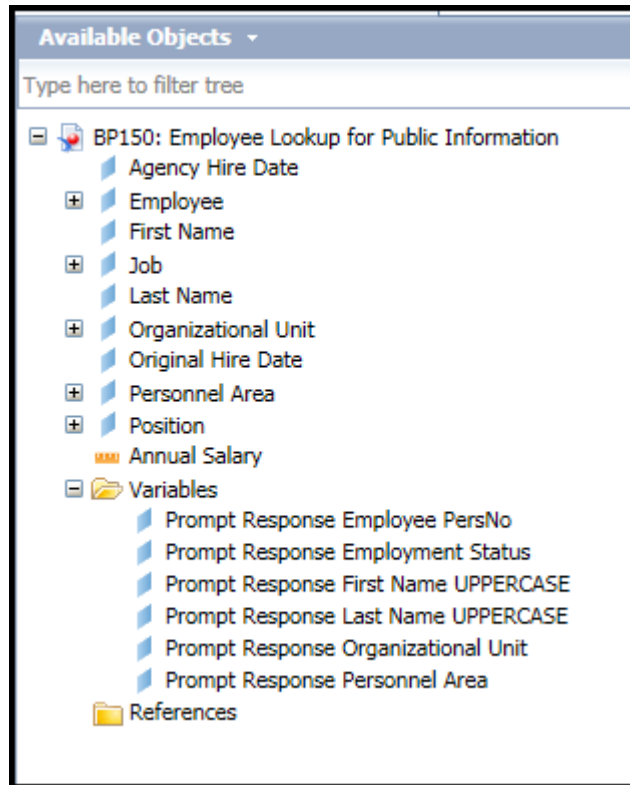 Available Objects
Type here to filter tree
BP150: Employee Lookup for Public Information
Agency Hire Date
Employee
First Name
Job
Last Name
Organizational Unit
Original Hire Date
Personnel Area
Position
Annual Salary
Variables
Prompt Response Employee PersNo
Prompt Response Employment Status
Prompt Response First Name UPPERCASE
Prompt Response Last Name UPPERCASE
Prompt Response Organizational Unit
Prompt Response Personnel Area
References